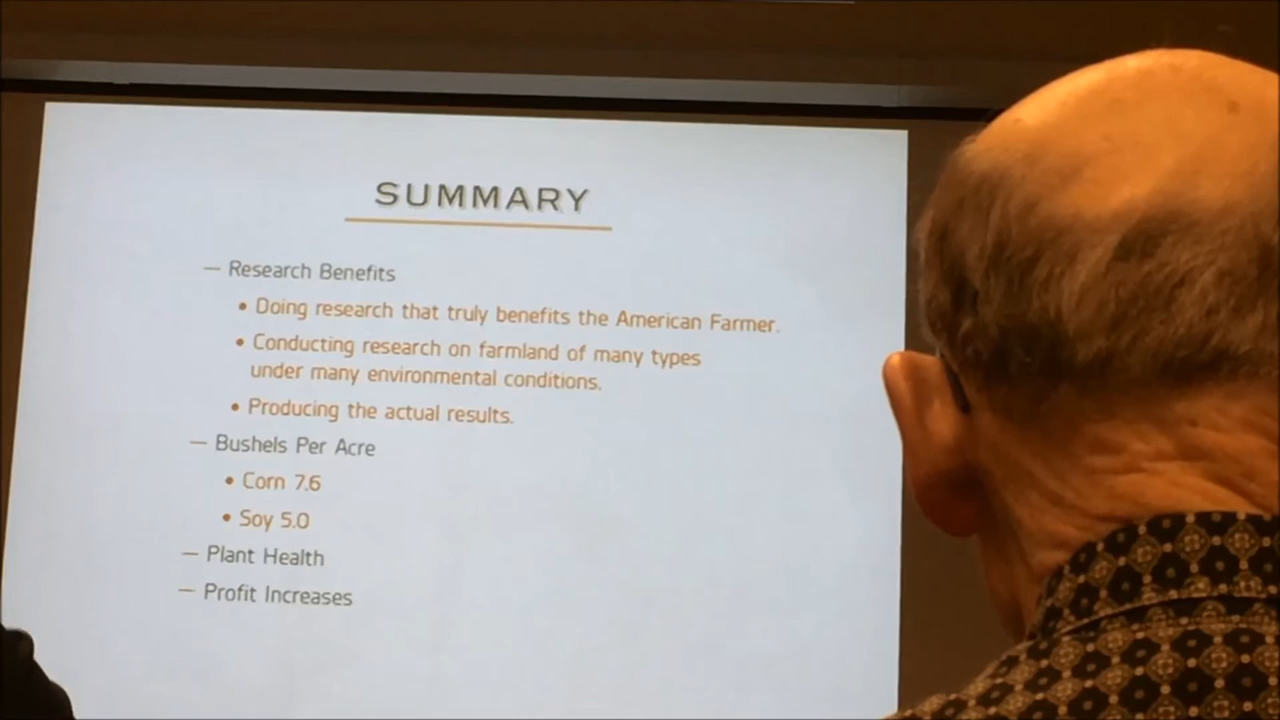 SUMMARY
— Research Benefits
• Doing research that truly benefits the American Farmer.
• Conducting research on farmland of many types
under many environmental conditions.
• Producing the actual results.
— Bushels Per Acre
• Corn 7.6
• Soy 5.0
— Plant Health
— Profit Increases